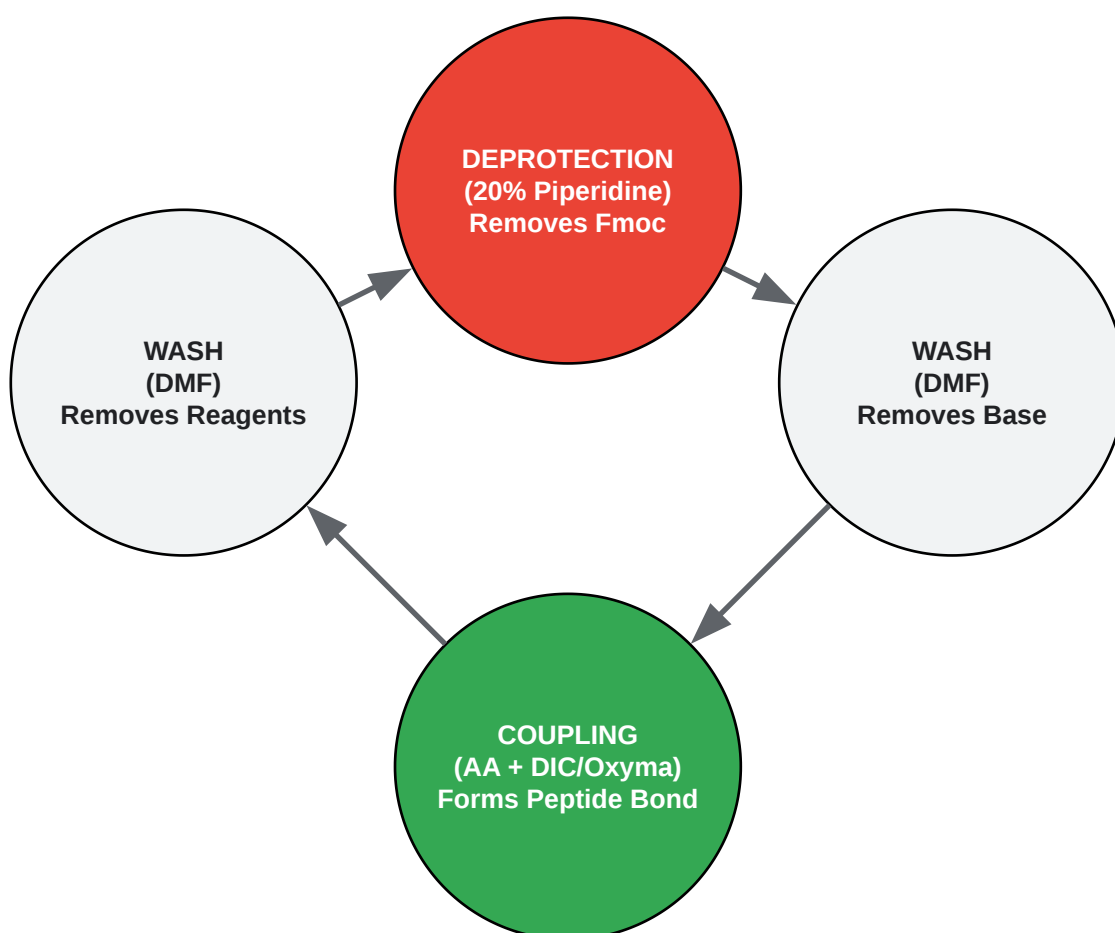 DEPROTECTION
(20% Piperidine)
Removes Fmoc
WASH
(DMF)
Removes Reagents
WASH
(DMF)
Removes Base
COUPLING
(AA + DIC/Oxyma)
Forms Peptide Bond